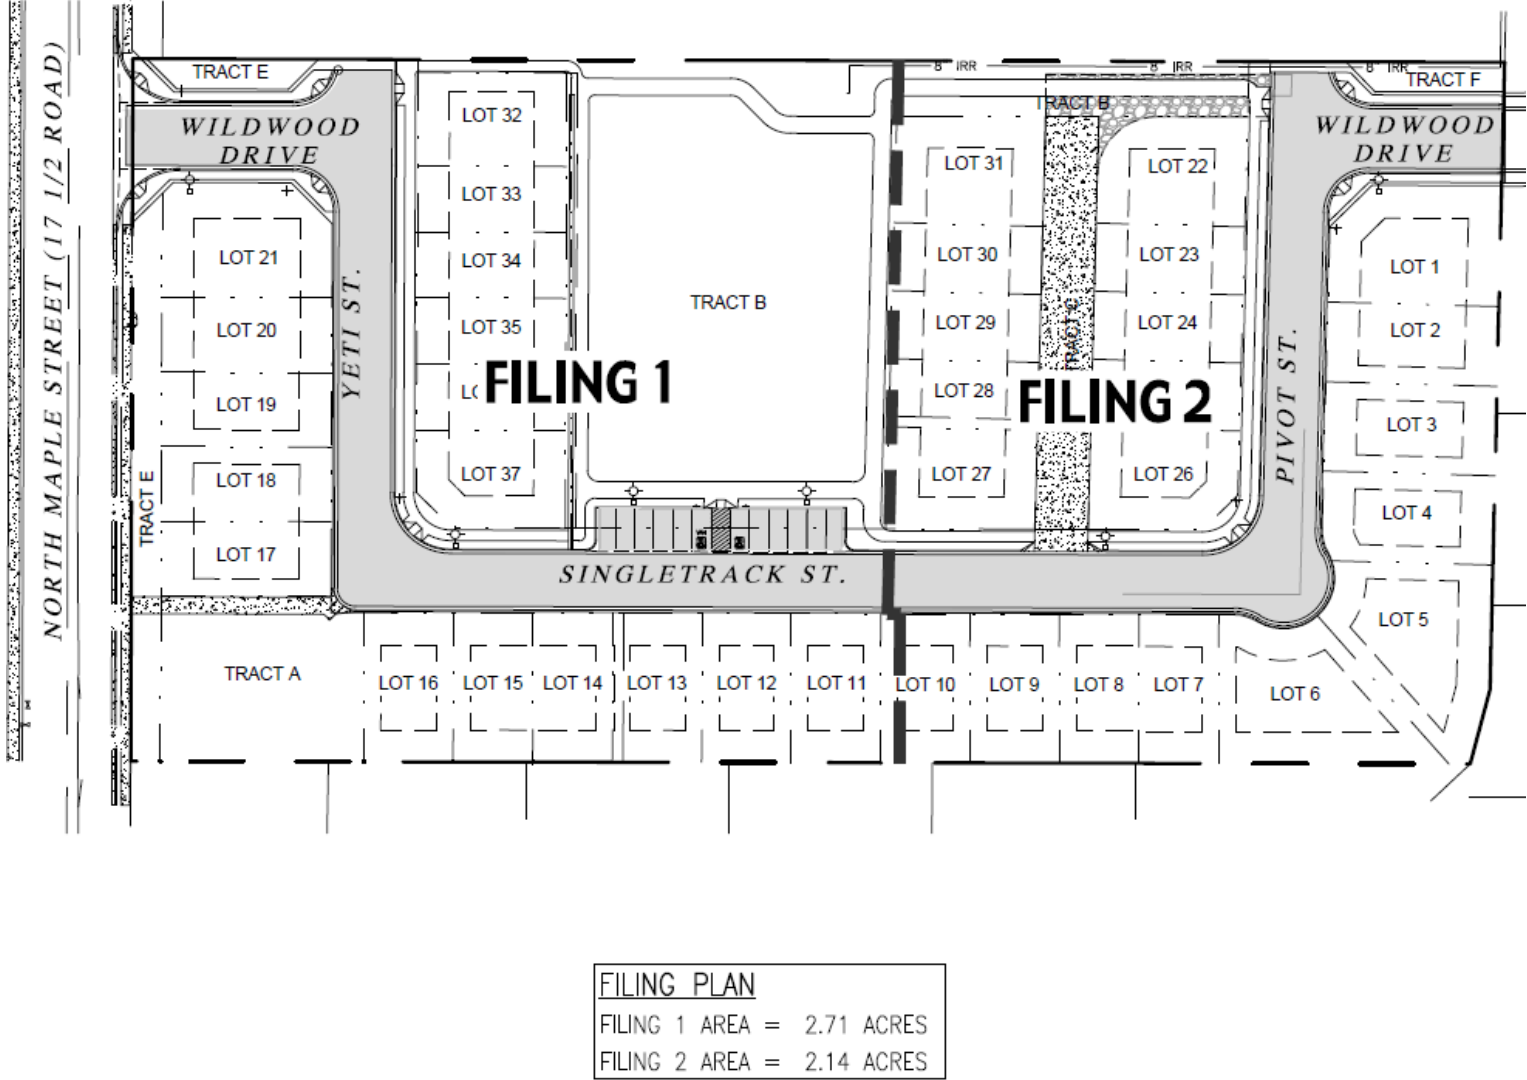 NORTH MAPLE STREET (17 1/2 ROAD)
TRACT E
8" IRR
8" IRR
8" IRR
TRACT F
WILDWOOD
DRIVE
WILDWOOD
DRIVE
TRACT B
LOT 32
LOT 33
LOT 34
LOT 35
LOT 37
LOT 31
LOT 30
LOT 29
LOT 28
LOT 27
LOT 22
LOT 23
LOT 24
LOT 26
LOT 21
LOT 20
LOT 19
LOT 18
LOT 17
TRACT E
YETI ST.
TRACT B
FILING 1
FILING 2
TRACT C
PIVOT ST.
LOT 1
LOT 2
LOT 3
LOT 4
LOT 5
SINGLETRACK ST.
TRACT A
LOT 16
LOT 15
LOT 14
LOT 13
LOT 12
LOT 11
LOT 10
LOT 9
LOT 8
LOT 7
LOT 6
FILING PLAN
FILING 1 AREA = 2.71 ACRES
FILING 2 AREA = 2.14 ACRES